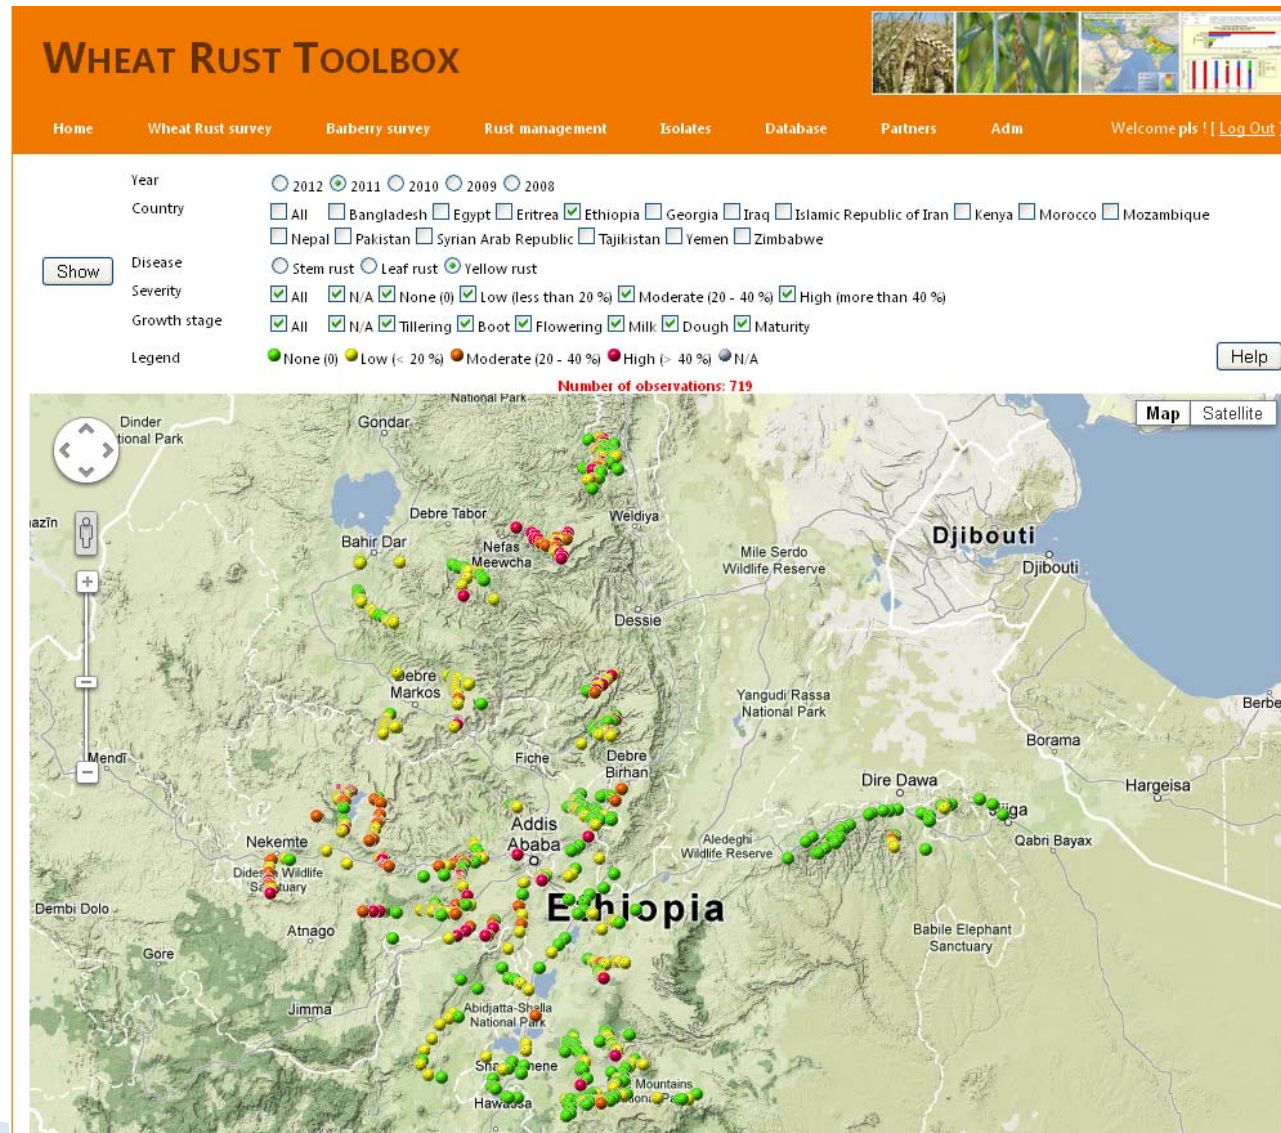 WHEAT RUST TOOLBOX
Home Wheat Rust survey Barberry survey Rust management Isolates Database Partners Adm Welcome pls ! [ Log Out ]
Year 2012 2011 2010 2009 2008
Country All Bangladesh Egypt Eritrea Ethiopia Georgia Iraq Islamic Republic of Iran Kenya Morocco Mozambique
Nepal Pakistan Syrian Arab Republic Tajikistan Yemen Zimbabwe
Show
Disease Stem rust Leaf rust Yellow rust
Severity All N/A None (0) Low (less than 20 %) Moderate (20 - 40 %) High (more than 40 %)
Growth stage All N/A Tillering Boot Flowering Milk Dough Maturity
Legend None (0) Low (< 20 %) Moderate (20 - 40 %) High (> 40 %) N/A
Help
Number of observations: 719
National Park
Map Satellite
Dinder
Gondar
Debre Tabor
Weldiya
Bahir Dar
Nefas
Meewcha
Mile Serdo
Wildlife Reserve
Djibouti
Djibouti
Dessie
Debre
Markos
Yangudi Rassa
National Park
Borama
Mendī
Fiche
Debre
Birhan
Dire Dawa
Hargeisa
Addis
Ababa
Nekemte
Aledeghi
Wildlife Reserve
Qabri Bayax
Wildlife
Dembi Dolo
Ethiopia
Atnago
Babile Elephant
Sanctuary
Gore
Jimma
Abidjatta-Shalla
National Park
Mountains
Hawassa